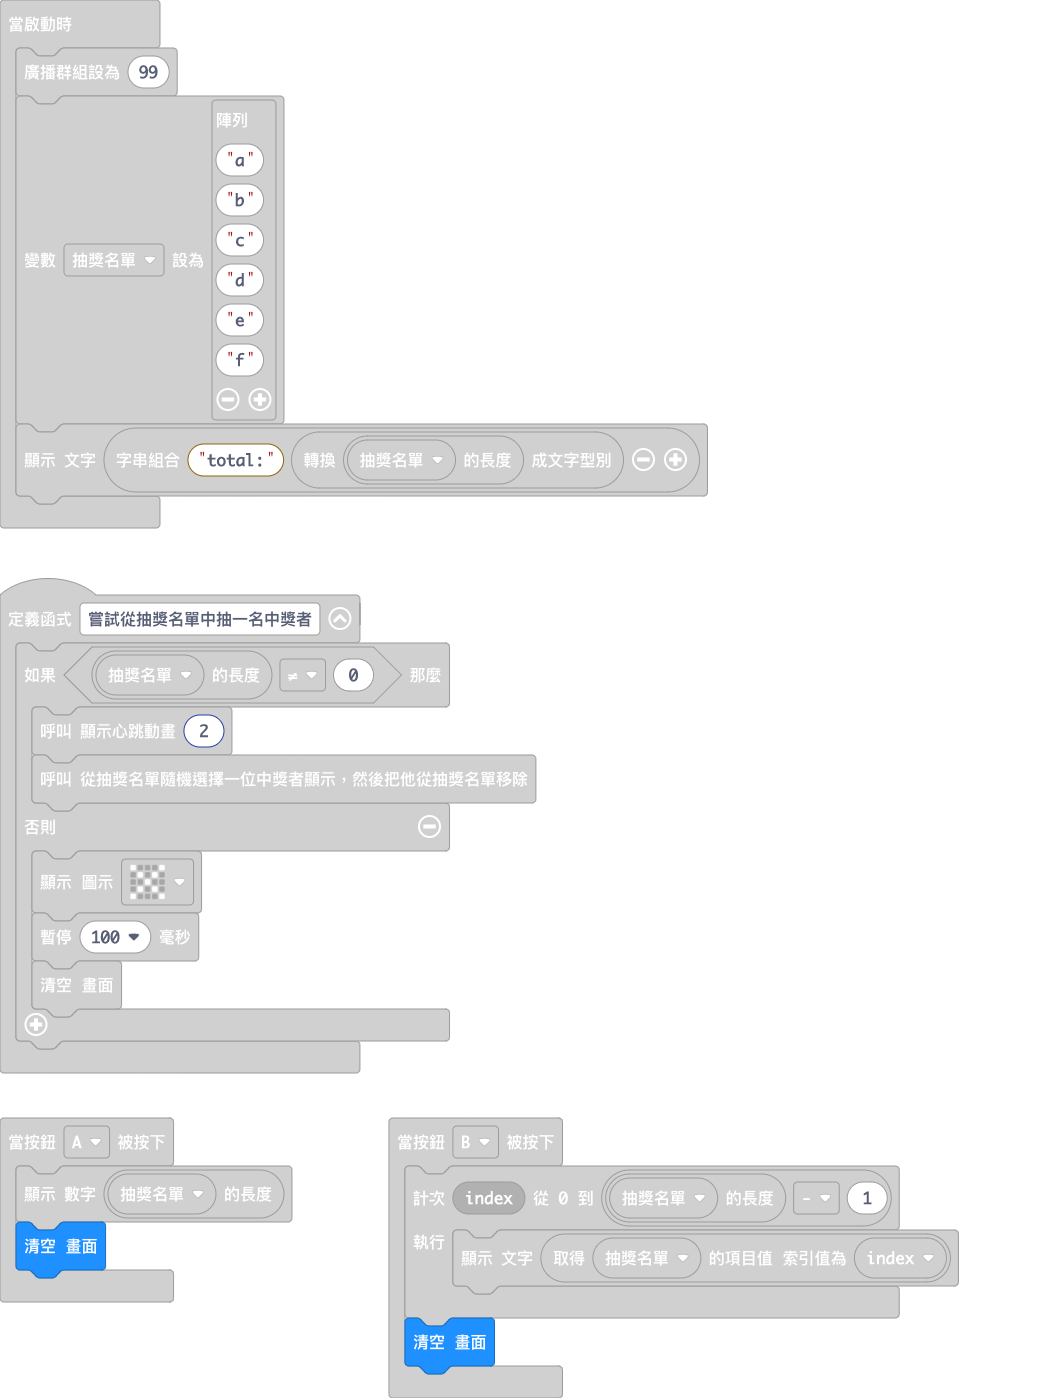 當啟動時
廣播群組設為 99
陣列
"a"
"b"
"c"
"d"
變數 抽獎名單 設為
"e"
"f"
顯示 文字 字串組合 "total:" 轉換 抽獎名單 的長度 成文字型別
定義函式 嘗試從抽獎名單中抽一名中獎者
如果 抽獎名單 的長度 ≠ 0 那麼
呼叫 顯示心跳動畫 2
呼叫 從抽獎名單隨機選擇一位中獎者顯示，然後把他從抽獎名單移除
否則
顯示 圖示
暫停 100 毫秒
清空 畫面
當按鈕 A 被按下
顯示 數字 抽獎名單 的長度
清空 畫面
當按鈕 B 被按下
計次 index 從 0 到 抽獎名單 的長度 - 1
執行
顯示 文字 取得 抽獎名單 的項目值 索引值為 index
清空 畫面